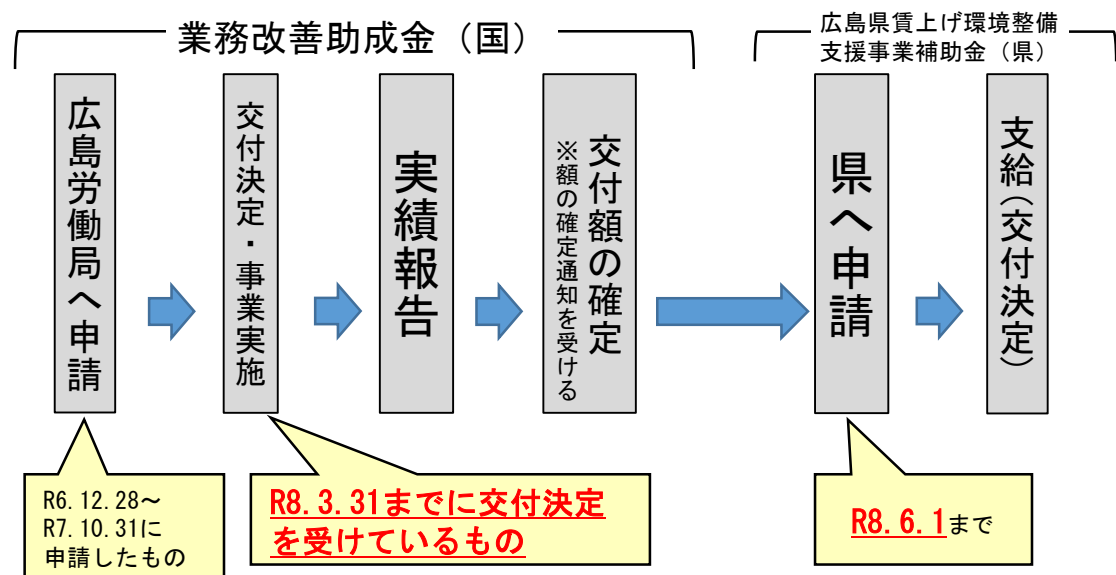 業務改善助成金（国）
広島県賃上げ環境整備
支援事業補助金（県）
広島労働局へ申請
交付決定・事業実施
実績報告
交付額の確定
※額の確定通知を受ける
県へ申請
支給（交付決定）
R6.12.28～
R7.10.31に
申請したもの
R8.3.31までに交付決定
を受けているもの
R8.6.1まで